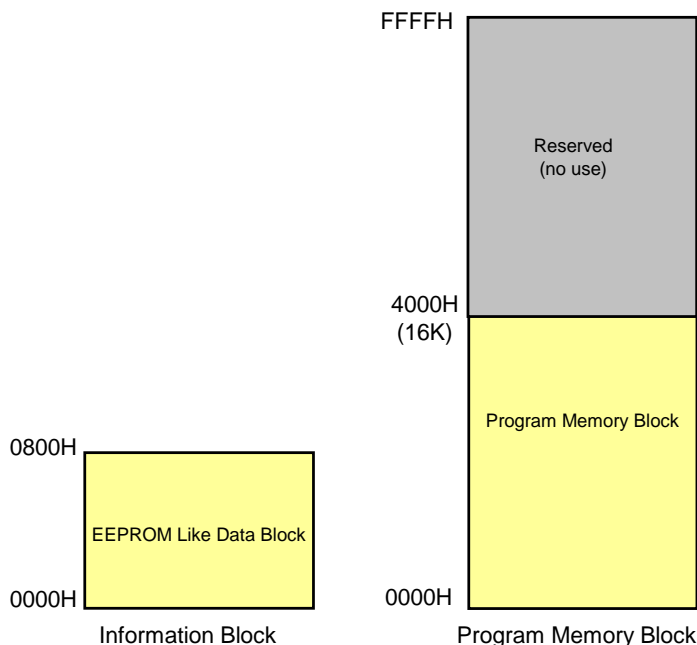 FFFFH
Reserved
(no use)
4000H
(16K)
Program Memory Block
0800H
EEPROM Like Data Block
0000H
0000H
Information Block
Program Memory Block